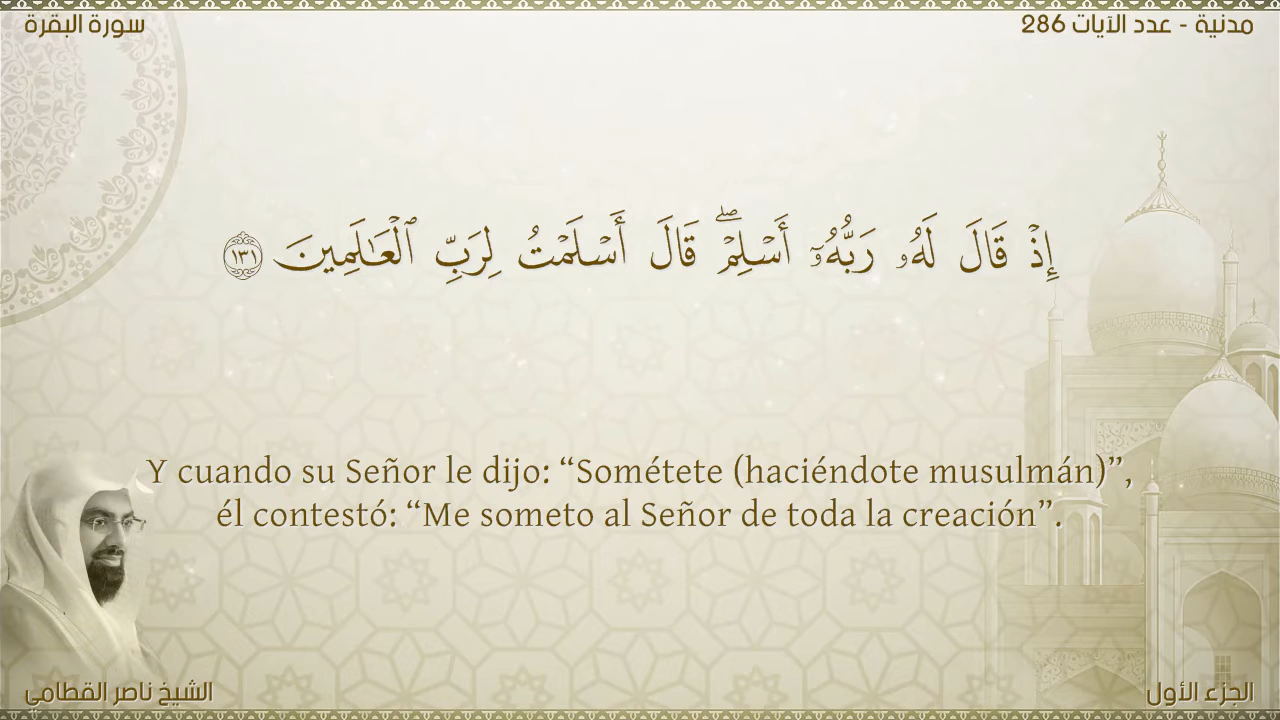 سورة البقرة
مدنية - عدد الآيات 286
إِذْ قَالَ لَهُۥ رَبُّهُۥٓ أَسْلِمْ ۖ قَالَ أَسْلَمْتُ لِرَبِّ ٱلْعَـٰلَمِينَ ١٣١
Y cuando su Señor le dijo: “Sométete (haciéndote musulmán)”,
él contestó: “Me someto al Señor de toda la creación”.
الشيخ ناصر القطامي
الجزء الأول